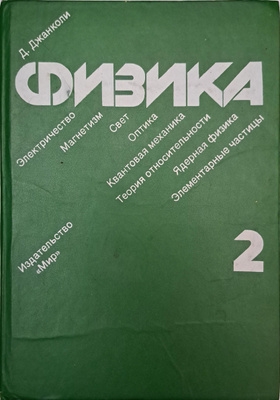 Д. Джанколи
ФИЗИКА
Электричество
Магнетизм
Свет
Оптика
Квантовая механика
Теория относительности
Ядерная физика
Элементарные частицы
Издательство
«Мир»
2